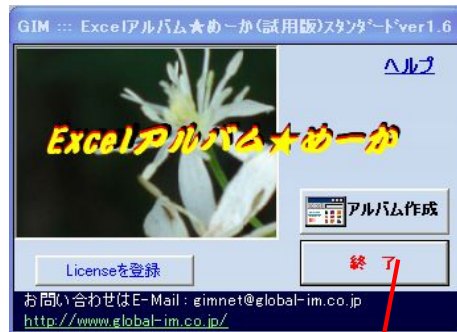 GIM ::: Excelアルバム★めーか(試用版)スタンダードver1.6
ヘルプ
Excelアルバム★めーか
アルバム作成
Licenseを登録
終 了
お問い合わせはE-Mail : gimnet@global-im.co.jp
http://www.global-im.co.jp/